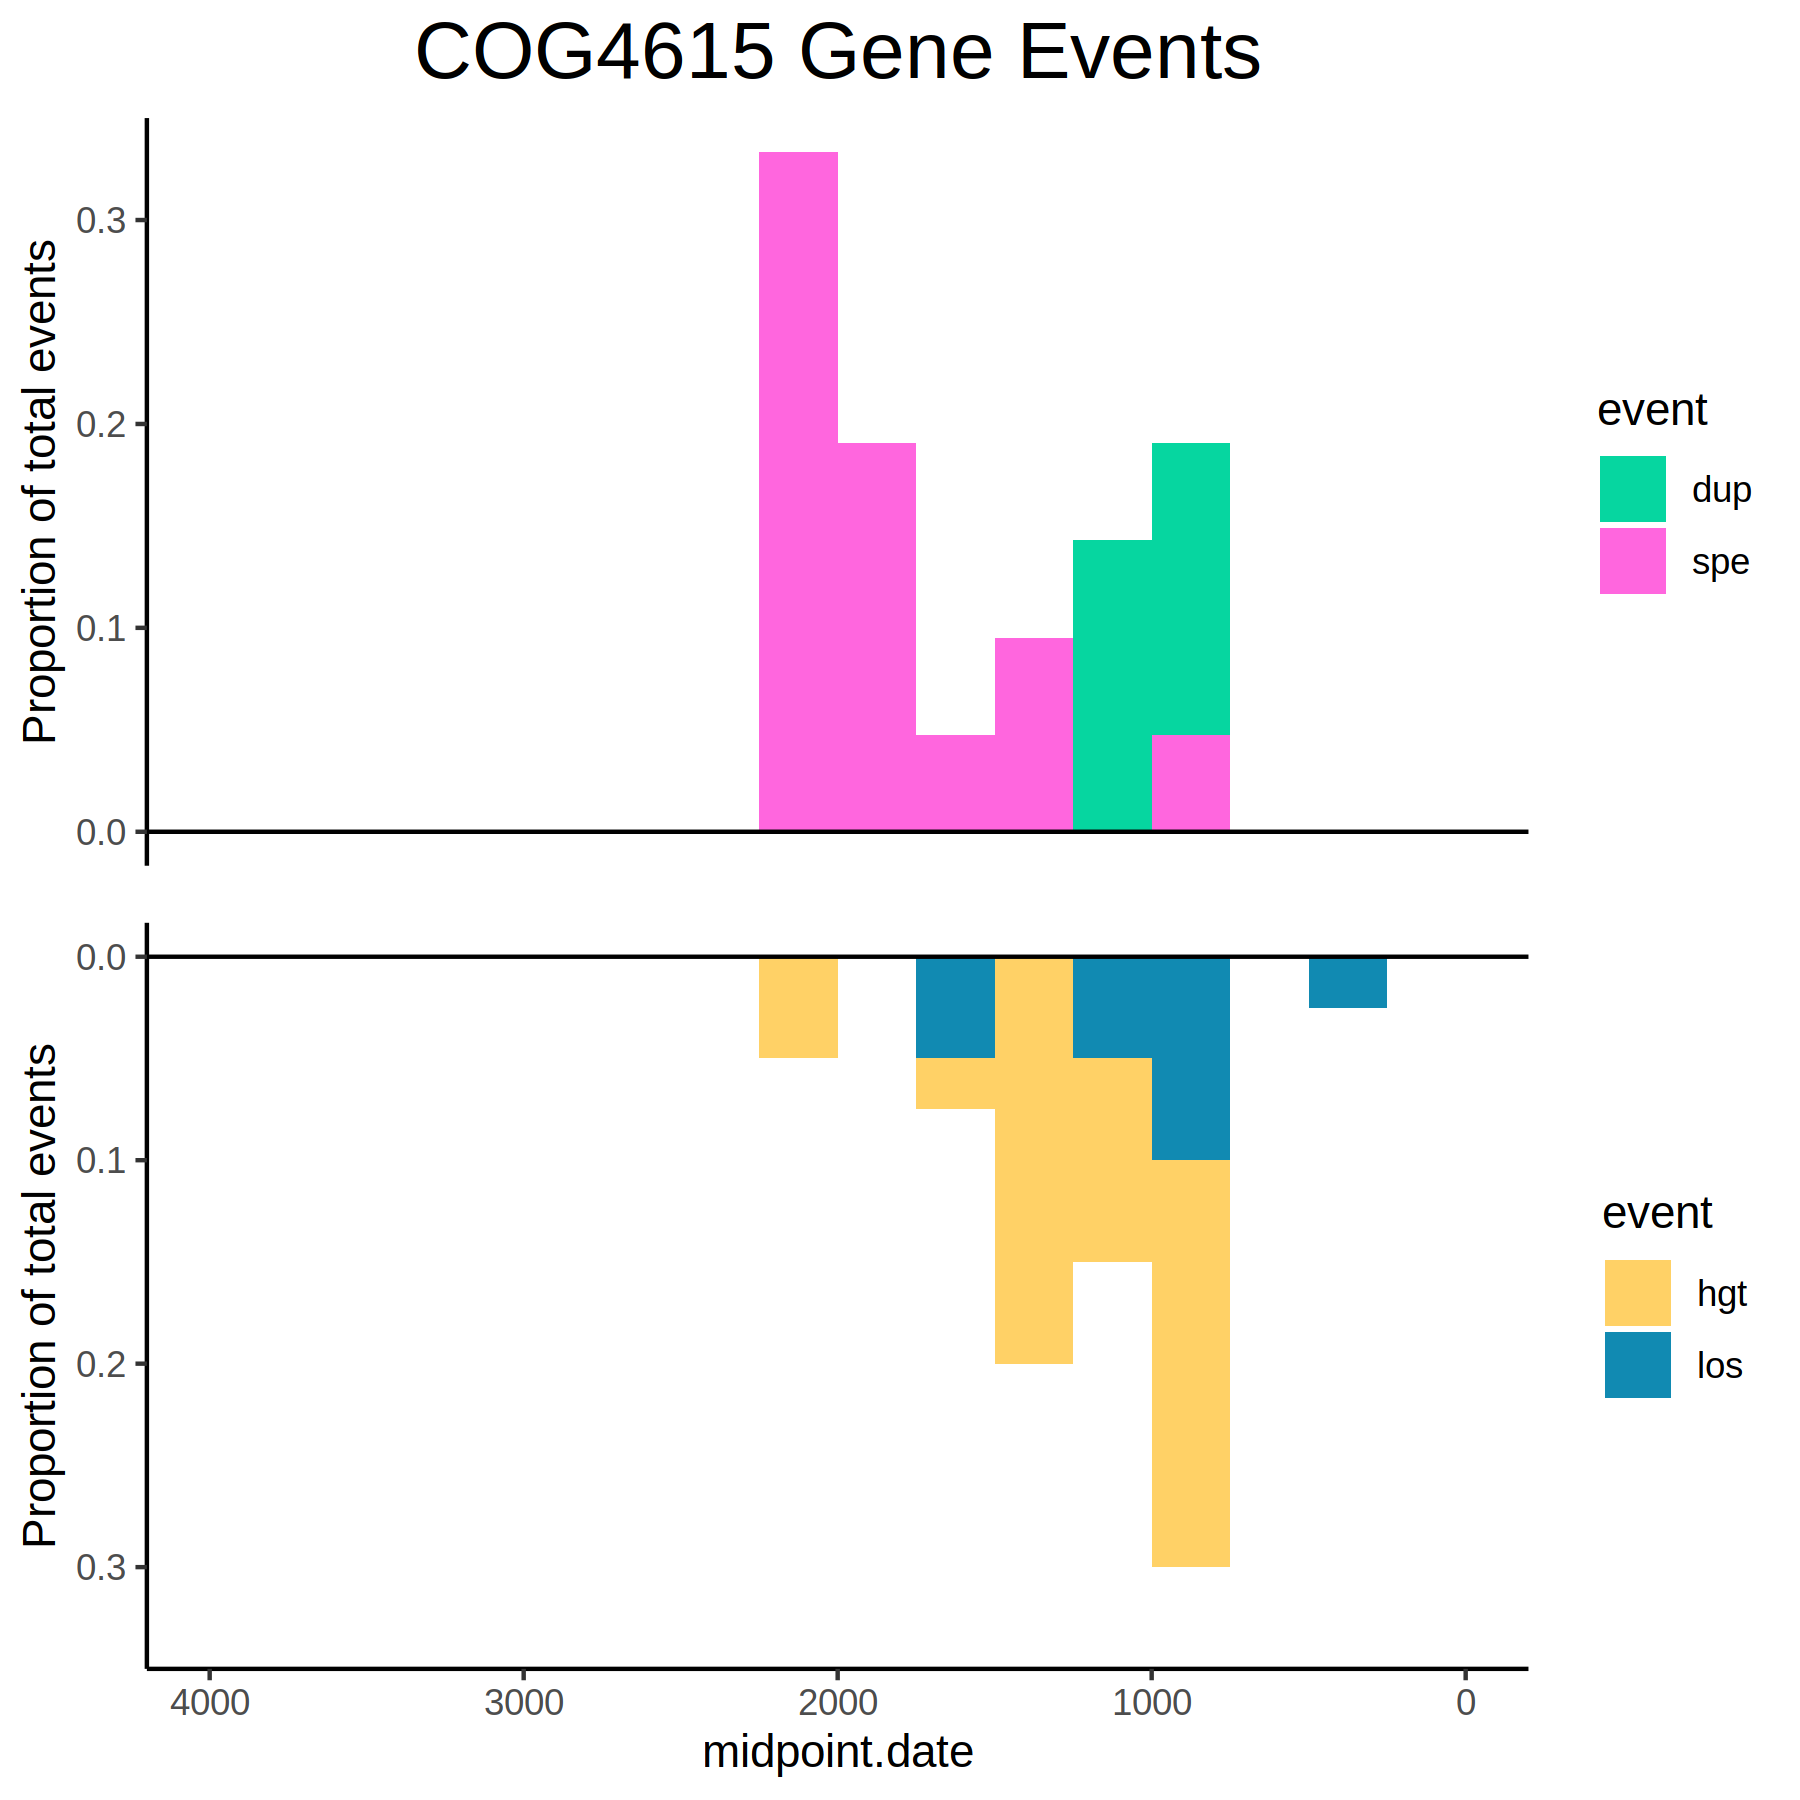 COG4615 Gene Events
Proportion of total events
0.3
0.2
0.1
0.0
event
dup
spe
Proportion of total events
0.0
0.1
0.2
0.3
event
hgt
los
4000 3000 2000 1000 0
midpoint.date